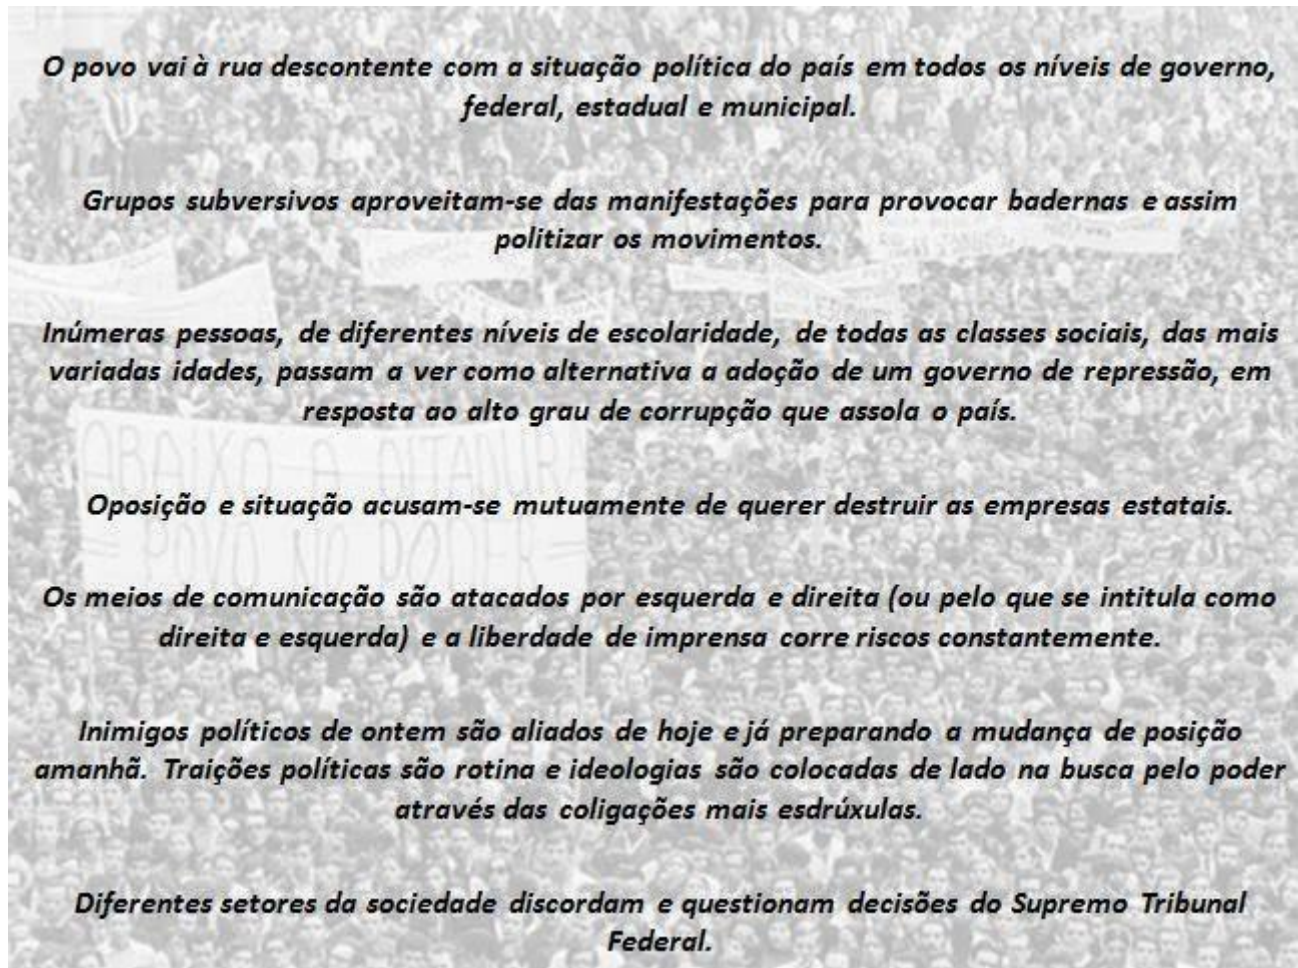 O povo vai à rua descontente com a situação política do país em todos os níveis de governo,
federal, estadual e municipal.
Grupos subversivos aproveitam-se das manifestações para provocar badernas e assim
politizar os movimentos.
Inúmeras pessoas, de diferentes níveis de escolaridade, de todas as classes sociais, das mais
variadas idades, passam a ver como alternativa a adoção de um governo de repressão, em
resposta ao alto grau de corrupção que assola o país.
ABAIXO A DITADURA
Oposição e situação acusam-se mutuamente de querer destruir as empresas estatais.
POVO NO PODER
Os meios de comunicação são atacados por esquerda e direita (ou pelo que se intitula como
direita e esquerda) e a liberdade de imprensa corre riscos constantemente.
Inimigos políticos de ontem são aliados de hoje e já preparando a mudança de posição
amanhã. Traições políticas são rotina e ideologias são colocadas de lado na busca pelo poder
através das coligações mais esdrúxulas.
Diferentes setores da sociedade discordam e questionam decisões do Supremo Tribunal
Federal.